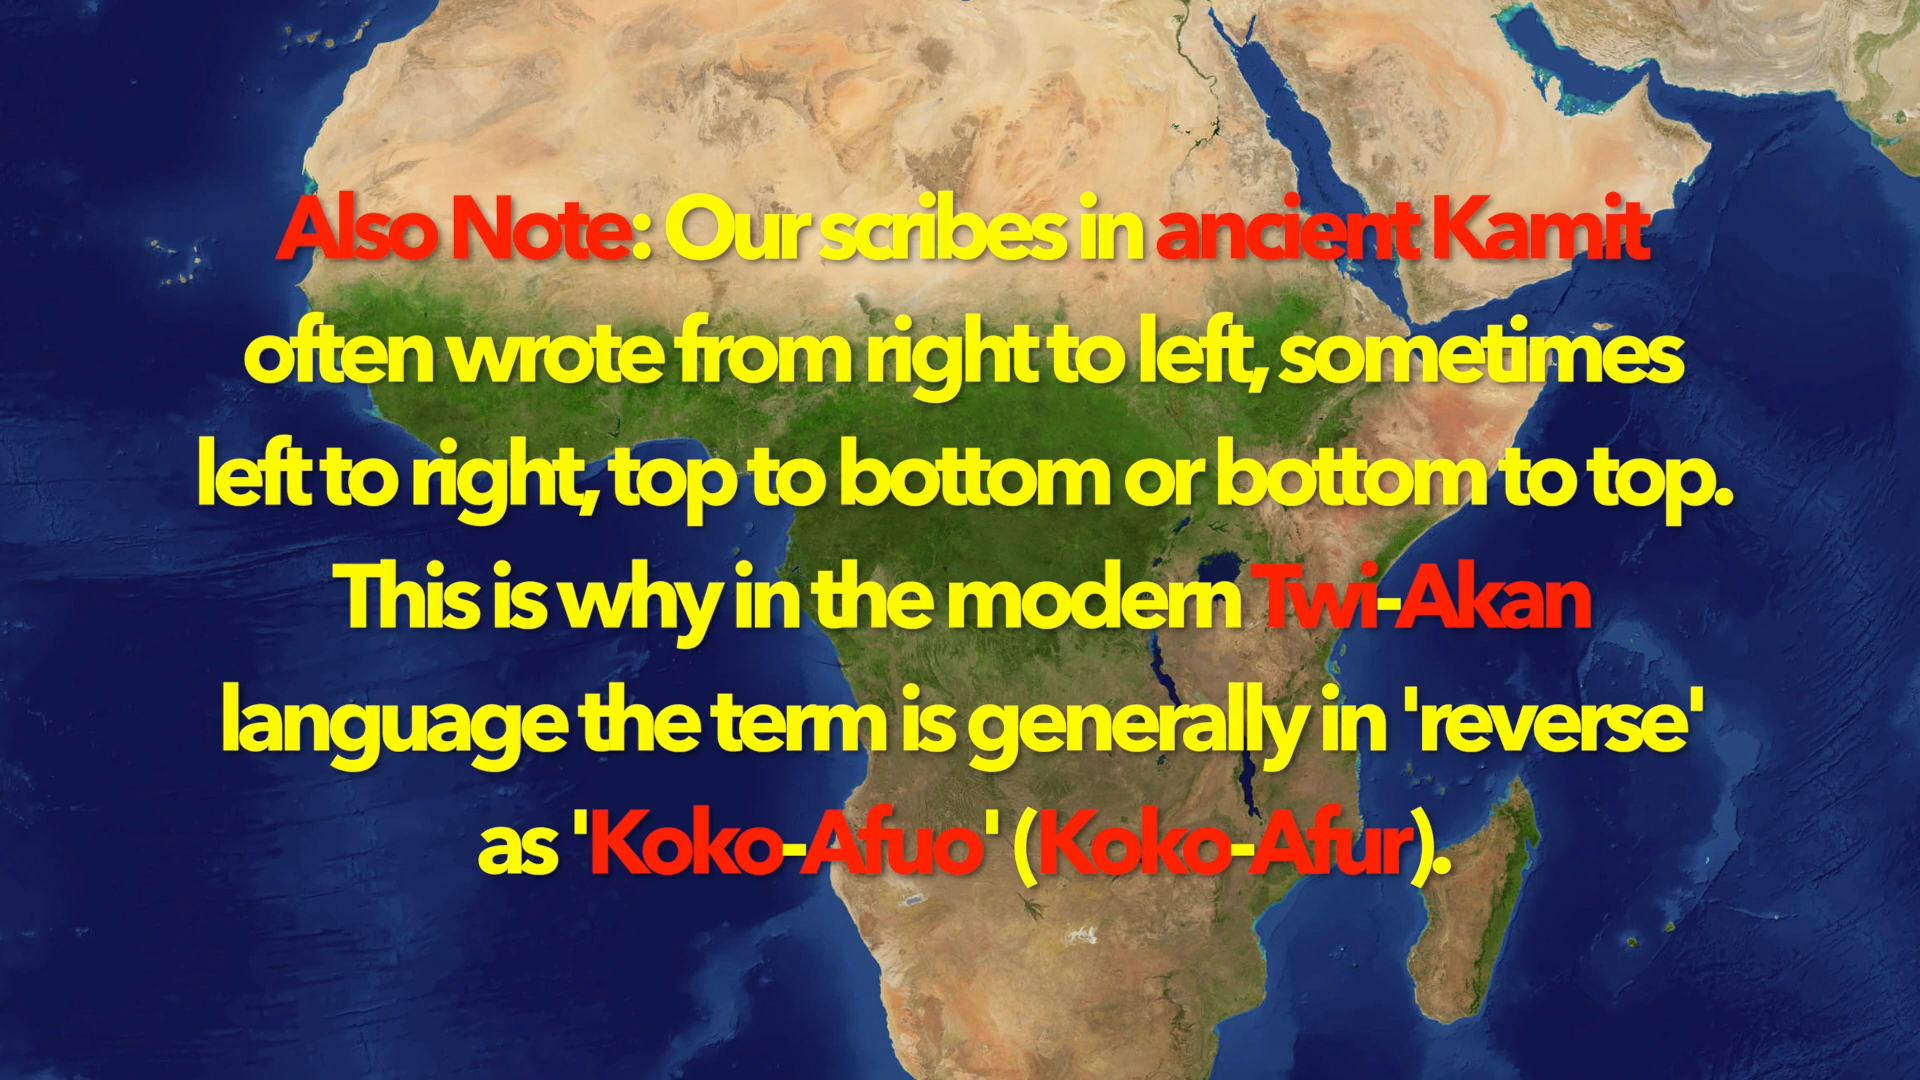 Also Note: Our scribes in ancient Kamit
often wrote from right to left, sometimes
left to right, top to bottom or bottom to top.
This is why in the modern Twi-Akan
language the term is generally in 'reverse'
as 'Koko-Afuo' (Koko-Afur).